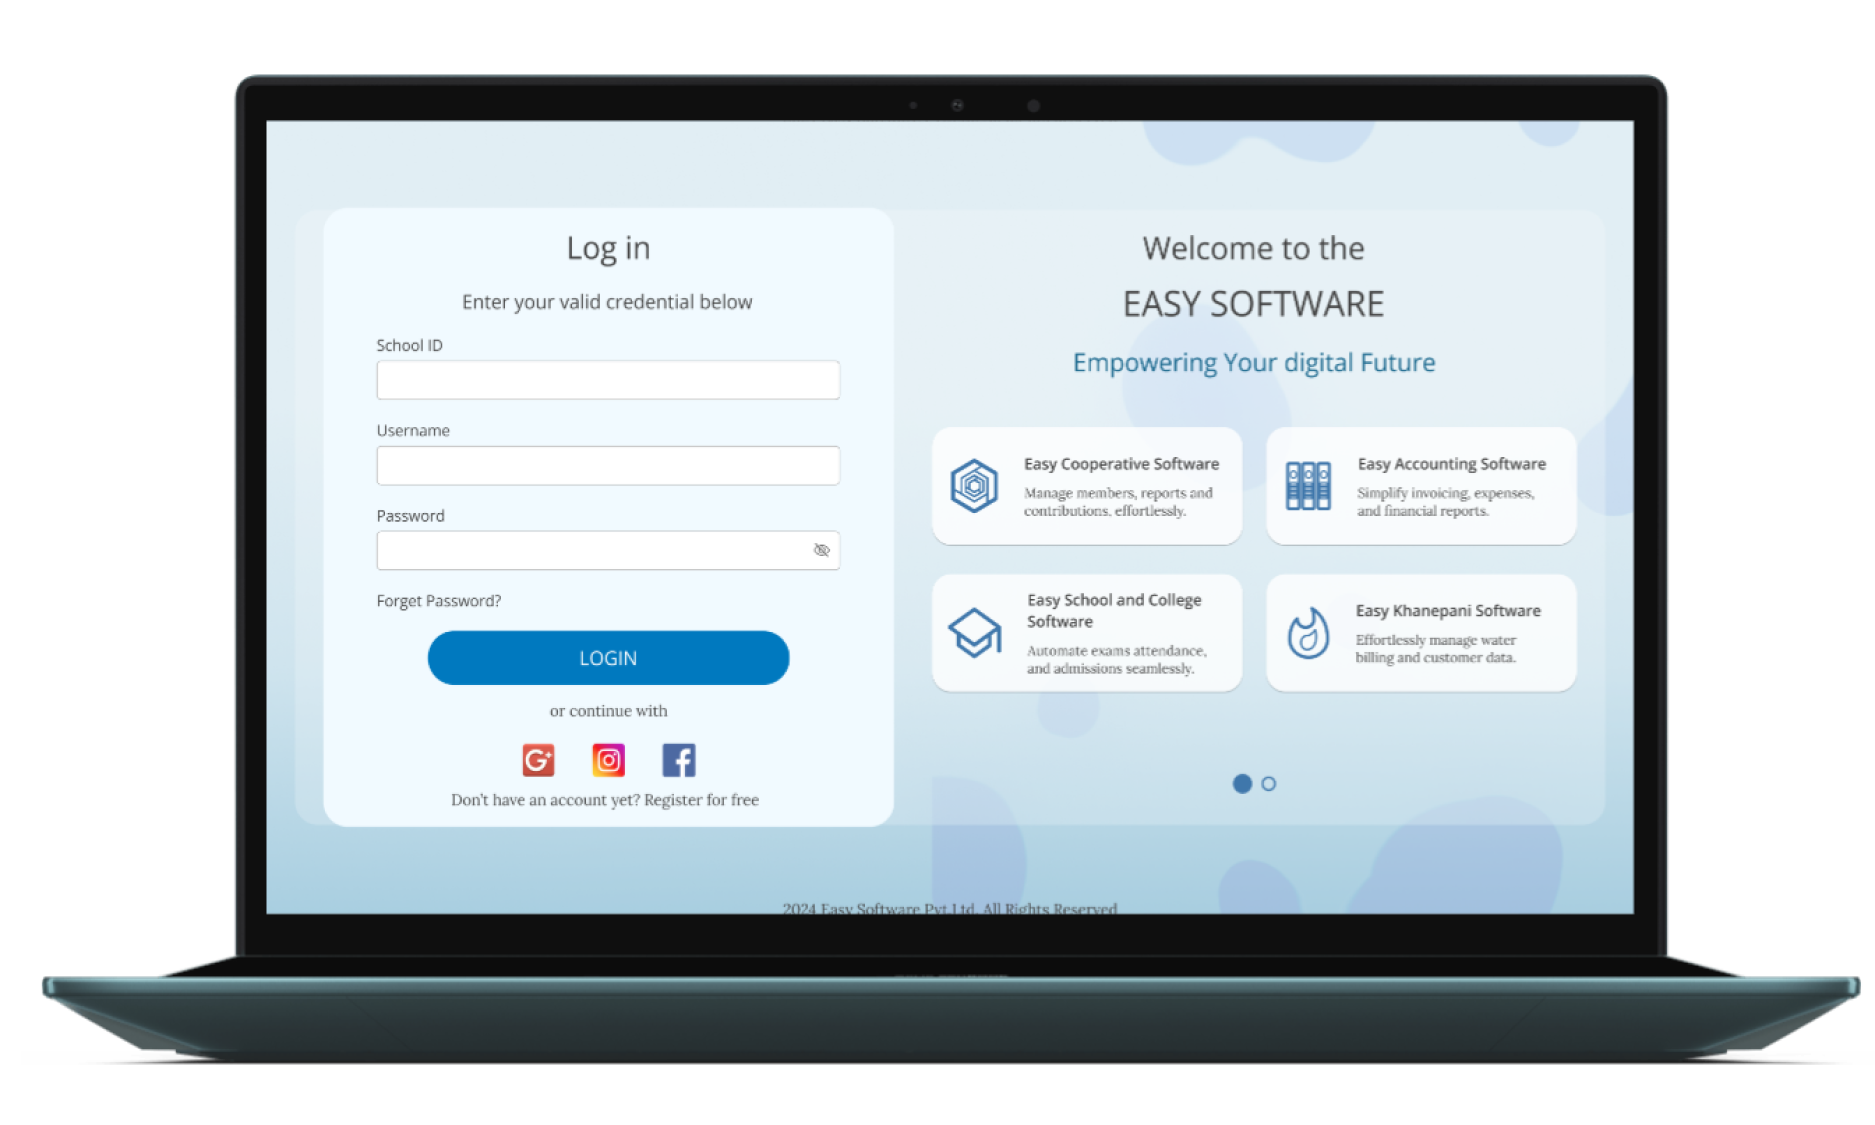 Log in
Enter your valid credential below
School ID
Username
Password
Forget Password?
LOGIN
or continue with
G+
f
Don't have an account yet? Register for free
Welcome to the
EASY SOFTWARE
Empowering Your digital Future
Easy Cooperative Software
Manage members, reports and
contributions, effortlessly.
Easy Accounting Software
Simplify invoicing, expenses,
and financial reports.
Easy School and College
Software
Automate exams attendance,
and admissions seamlessly.
Easy Khanepani Software
Effortlessly manage water
billing and customer data.
2024 Easy Software Pvt.Ltd. All Rights Reserved